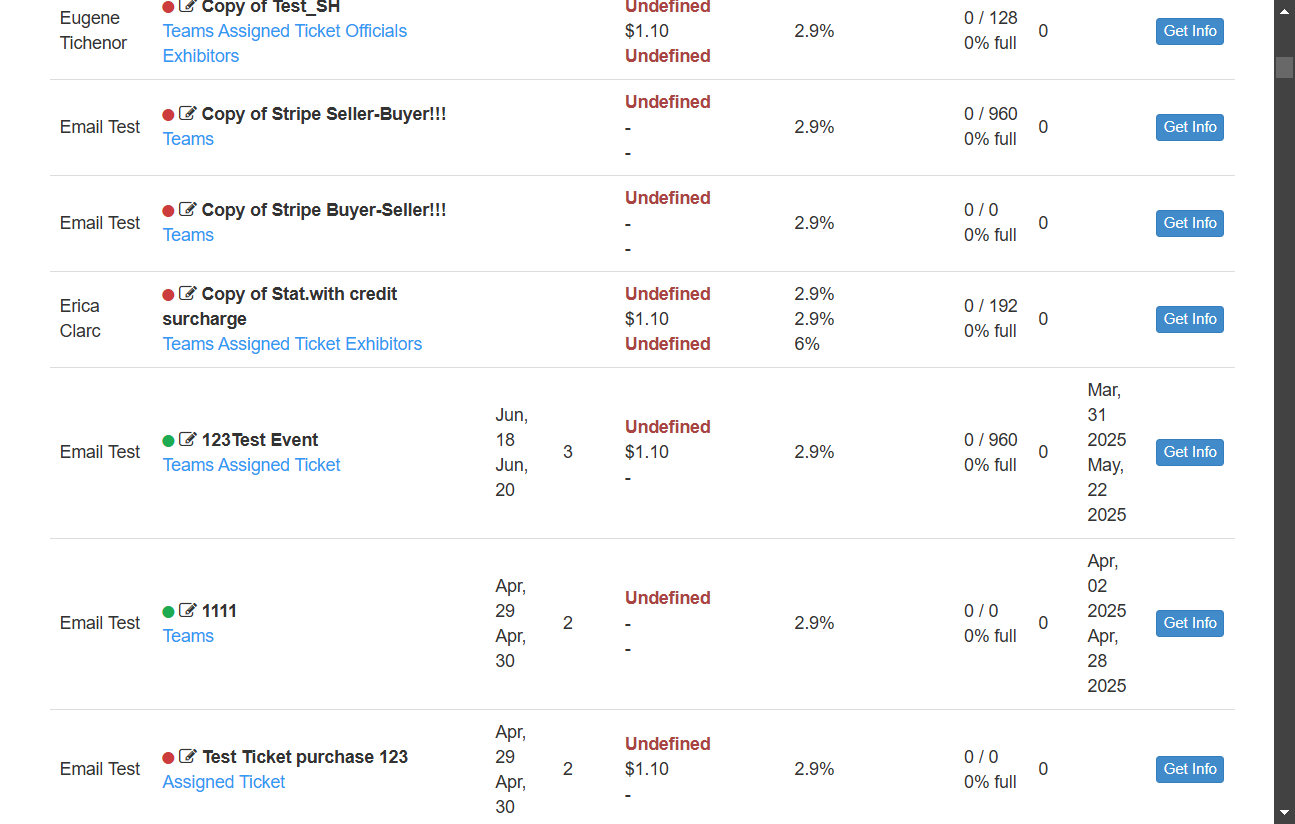 Eugene
Tichenor
Copy of Test_SH
Teams Assigned Ticket Officials
Exhibitors
Undefined
$1.10
Undefined
2.9%
0 / 128
0% full
0
Get Info
Email Test
Copy of Stripe Seller-Buyer!!!
Teams
Undefined
-
-
2.9%
0 / 960
0% full
0
Get Info
Email Test
Copy of Stripe Buyer-Seller!!!
Teams
Undefined
-
-
2.9%
0 / 0
0% full
0
Get Info
Erica
Clarc
Copy of Stat.with credit
surcharge
Teams Assigned Ticket Exhibitors
Undefined
$1.10
Undefined
2.9%
2.9%
6%
0 / 192
0% full
0
Get Info
Email Test
123Test Event
Teams Assigned Ticket
Jun,
18
Jun,
20
3
Undefined
$1.10
-
2.9%
0 / 960
0% full
0
Mar,
31
2025
May,
22
2025
Get Info
Email Test
1111
Teams
Apr,
29
Apr,
30
2
Undefined
-
-
2.9%
0 / 0
0% full
0
Apr,
02
2025
Apr,
28
2025
Get Info
Email Test
Test Ticket purchase 123
Assigned Ticket
Apr,
29
Apr,
30
2
Undefined
$1.10
-
2.9%
0 / 0
0% full
0
Get Info